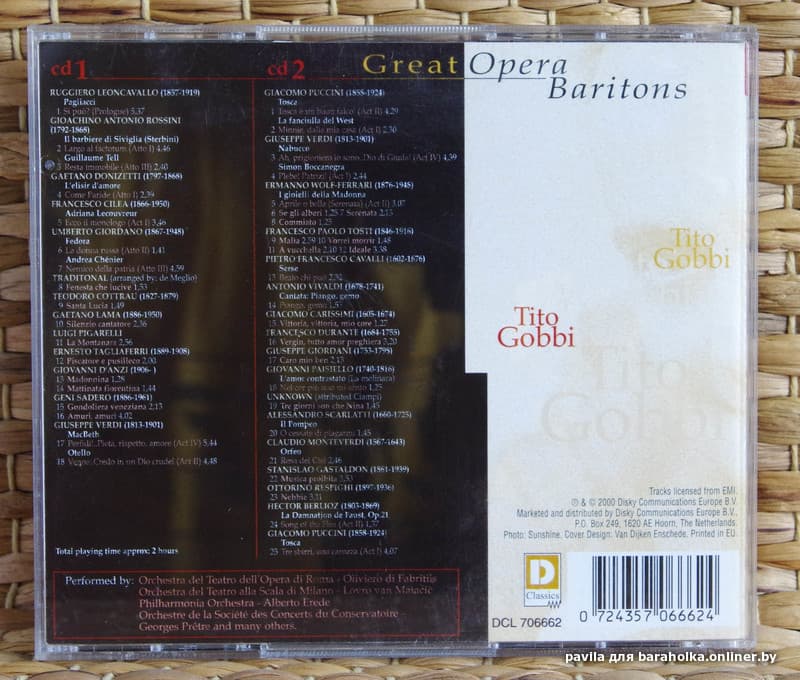 Great Opera
Baritons
cd 1
RUGGIERO LEONCAVALLO (1857-1919)
Pagliacci
1 Si può? (Prologue) 5,37
GIOACHINO ANTONIO ROSSINI
(1792-1868)
Il barbiere di Siviglia (Sterbini)
2 Largo al factotum (Atto I) 4,46
Guillaume Tell
3 Resta immobile (Atto III) 2,40
GAETANO DONIZETTI (1797-1868)
L'elisir d'amore
4 Come Paride (Atto I) 2,39
FRANCESCO CILEA (1866-1950)
Adriana Lecouvreur
5 Ecco il monologo (Act I) 3,46
UMBERTO GIORDANO (1867-1948)
Fedora
6 La donna russa (Atto II) 1,41
Andrea Chénier
7 Nemico della patria (Atto III) 4,39
TRADITONAL (arranged by: de Meglio)
8 Fenesta che lucive 1,53
TEODORO COTTRAU (1827-1879)
9 Santa Lucia 1,49
GAETANO LAMA (1886-1950)
10 Silenzio cantatore 2,36
LUIGI PIGARELLI
11 La Montanara 2,56
ERNESTO TAGLIAFERRI (1889-1908)
12 Piscatore e pusilleco 2,00
GIOVANNI D'ANZI (1906- )
13 Madonnina 1,28
14 Mattinata fiorentina 1,44
GENI SADERO (1886-1961)
15 Gondoliera veneziana 2,13
16 Amuri, amuri 4,02
GIUSEPPE VERDI (1813-1901)
MacBeth
17 Perfidi!..Pietà, rispetto, amore (Act IV) 5,44
Otello
18 Credo in un Dio crudel (Act II) 4,48
Total playing time approx: 2 hours
cd 2
GIACOMO PUCCINI (1858-1924)
Tosca
1 Tosca è un buon falco! (Act II) 4,29
La fanciulla del West
2 Minnie, dalla mia casa (Act I) 2,30
GIUSEPPE VERDI (1813-1901)
Nabucco
3 Ah, prigioniero io sono..Dio di Giuda! (Act IV) 4,39
Simon Boccanegra
4 Plebe! Patrizi! (Act I) 2,44
ERMANNO WOLF-FERRARI (1876-1948)
I gioielli della Madonna
5 Aprile o bella (Serenata) (Act II) 3,07
6 Se gli alberi 1,25 7 Serenata 2,13
8 Commiato 1,25
FRANCESCO PAOLO TOSTI (1846-1916)
9 Malia 2,59 10 Vorrei morir 1,48
11 A vucchella 2,10 12 Ideale 3,38
PIETRO FRANCESCO CAVALLI (1602-1676)
Serse
13 Beato chi può 2,32
ANTONIO VIVALDI (1678-1741)
Cantata: Piango, gemo
14 Piango, gemo
GIACOMO CARISSIMI (1605-1674)
15 Vittoria, vittoria, mio core 1,27
FRANCESCO DURANTE (1684-1755)
16 Vergin, tutto amor preghiera 3,20
GIUSEPPE GIORDANI (1753-1798)
17 Caro mio ben 2,13
GIOVANNI PAISIELLO (1740-1816)
L'amor contrastato (La molinara)
18 Nel cor più non mi sento 1,25
UNKNOWN (attributed Ciampi)
19 Tre giorni son che Nina 1,45
ALESSANDRO SCARLATTI (1660-1725)
Il Pompeo
20 O cessate di piagarmi 1,45
CLAUDIO MONTEVERDI (1567-1643)
Orfeo
21 Rosa del Ciel 2,46
STANISLAO GASTALDON (1861-1939)
22 Musica proibita 3,53
OTTORINO RESPIGHI (1897-1936)
23 Nebbie 3,11
HECTOR BERLIOZ (1803-1869)
La Damnation de Faust, Op.21
24 Song of the Flea (Act II) 1,37
GIACOMO PUCCINI (1858-1924)
Tosca
25 Tre sbirri, una carrozza (Act I) 4,07
Performed by: Orchestra del Teatro dell'Opera di Roma - Oliviero di Fabritiis
Orchestre del Teatro alla Scala di Milano - Lovro van Matacic
Philharmonia Orchestra - Alberto Erede
Orchestre de la Société des Concerts du Conservatoire -
Georges Prêtre and many others.
Tito
Gobbi
Tito
Gobbi
Tito
Gobbi
Tracks licensed from EMI.
℗ & © 2000 Disky Communications Europe B.V.
Marketed and distributed by Disky Communications Europe B.V.,
P.O. Box 249, 1620 AE Hoorn, The Netherlands.
Photo: Sunshine. Cover Design: Van Dijken Enschede. Printed in EU.
D
Classics
DCL 706662
0 724357 066624
pavila для baraholka.onliner.by